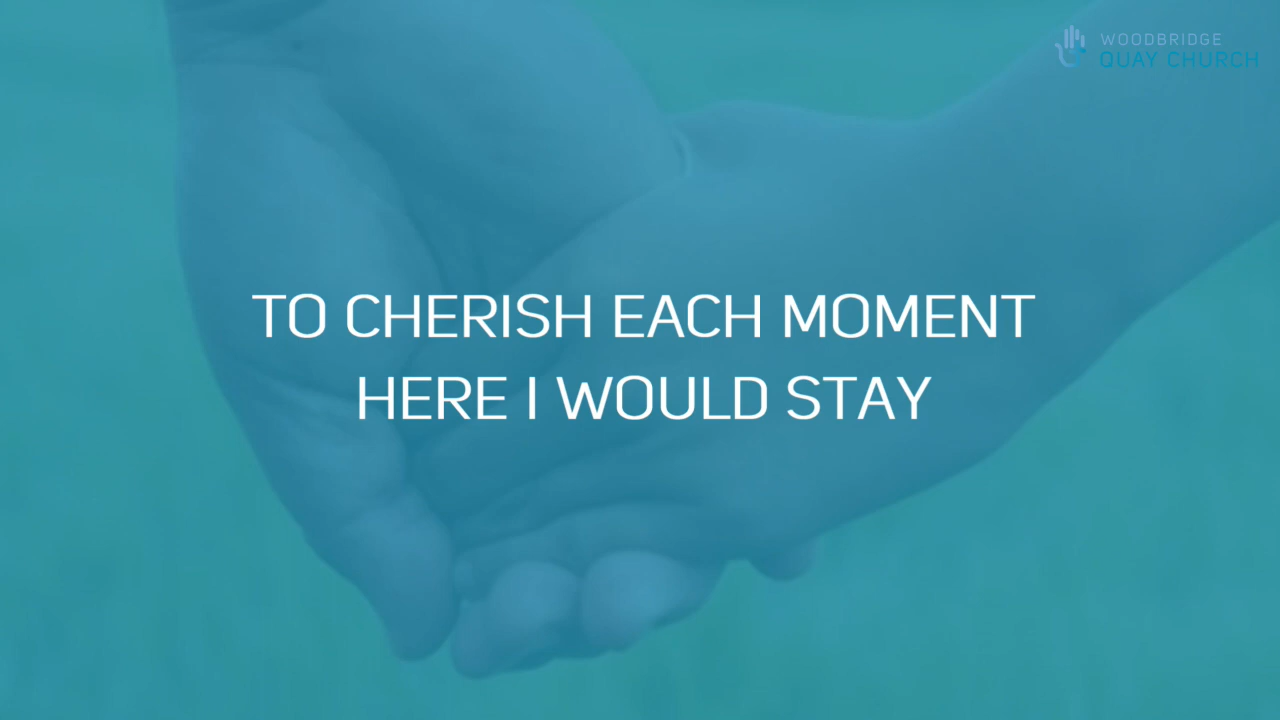 WOODBRIDGE
QUAY CHURCH
TO CHERISH EACH MOMENT
HERE I WOULD STAY